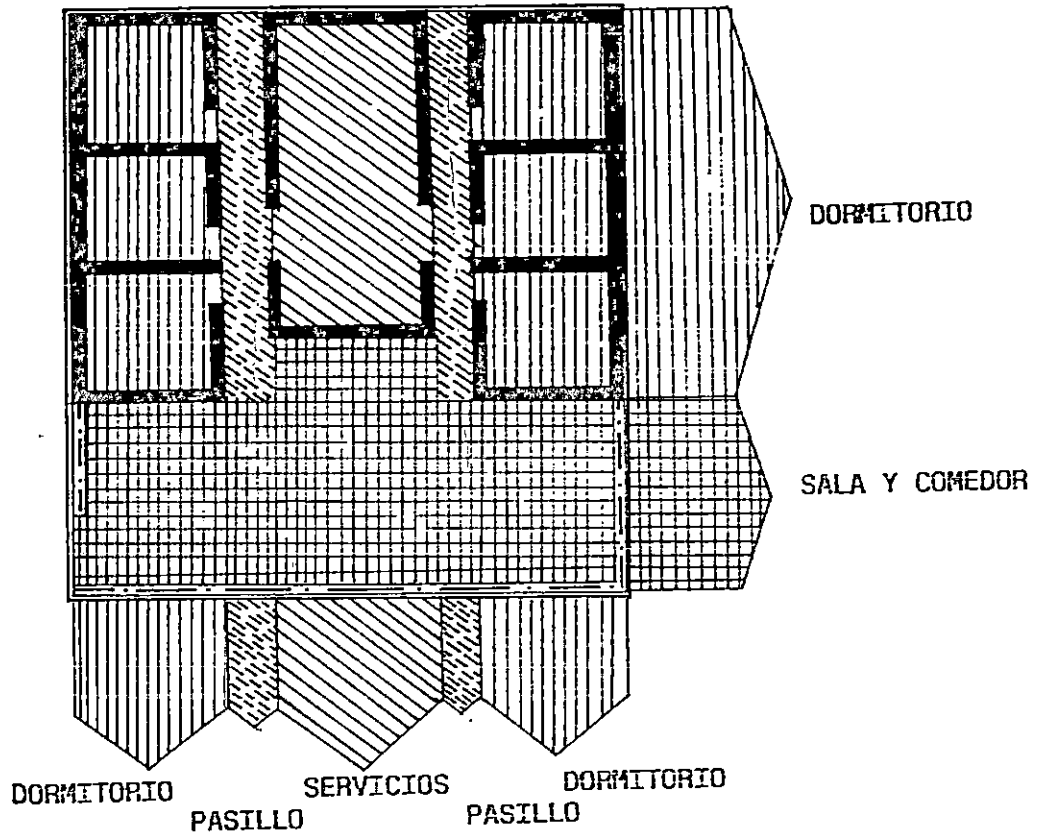 DORMITORIO
SALA Y COMEDOR
DORMITORIO
SERVICIOS
DORMITORIO
PASILLO
PASILLO